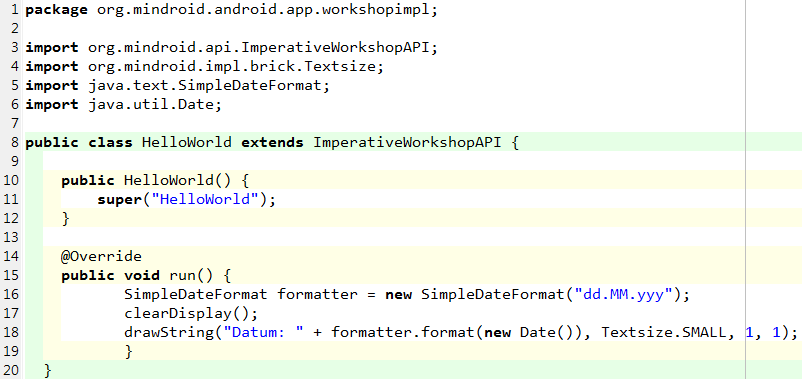 1 package org.mindroid.android.app.workshopimpl;
2
3 import org.mindroid.api.ImperativeWorkshopAPI;
4 import org.mindroid.impl.brick.Textsize;
5 import java.text.SimpleDateFormat;
6 import java.util.Date;
7
8 public class HelloWorld extends ImperativeWorkshopAPI {
9
10     public HelloWorld() {
11         super("HelloWorld");
12     }
13
14     @Override
15     public void run() {
16            SimpleDateFormat formatter = new SimpleDateFormat("dd.MM.yyy");
17            clearDisplay();
18            drawString("Datum: " + formatter.format(new Date()), Textsize.SMALL, 1, 1);
19            }
20   }